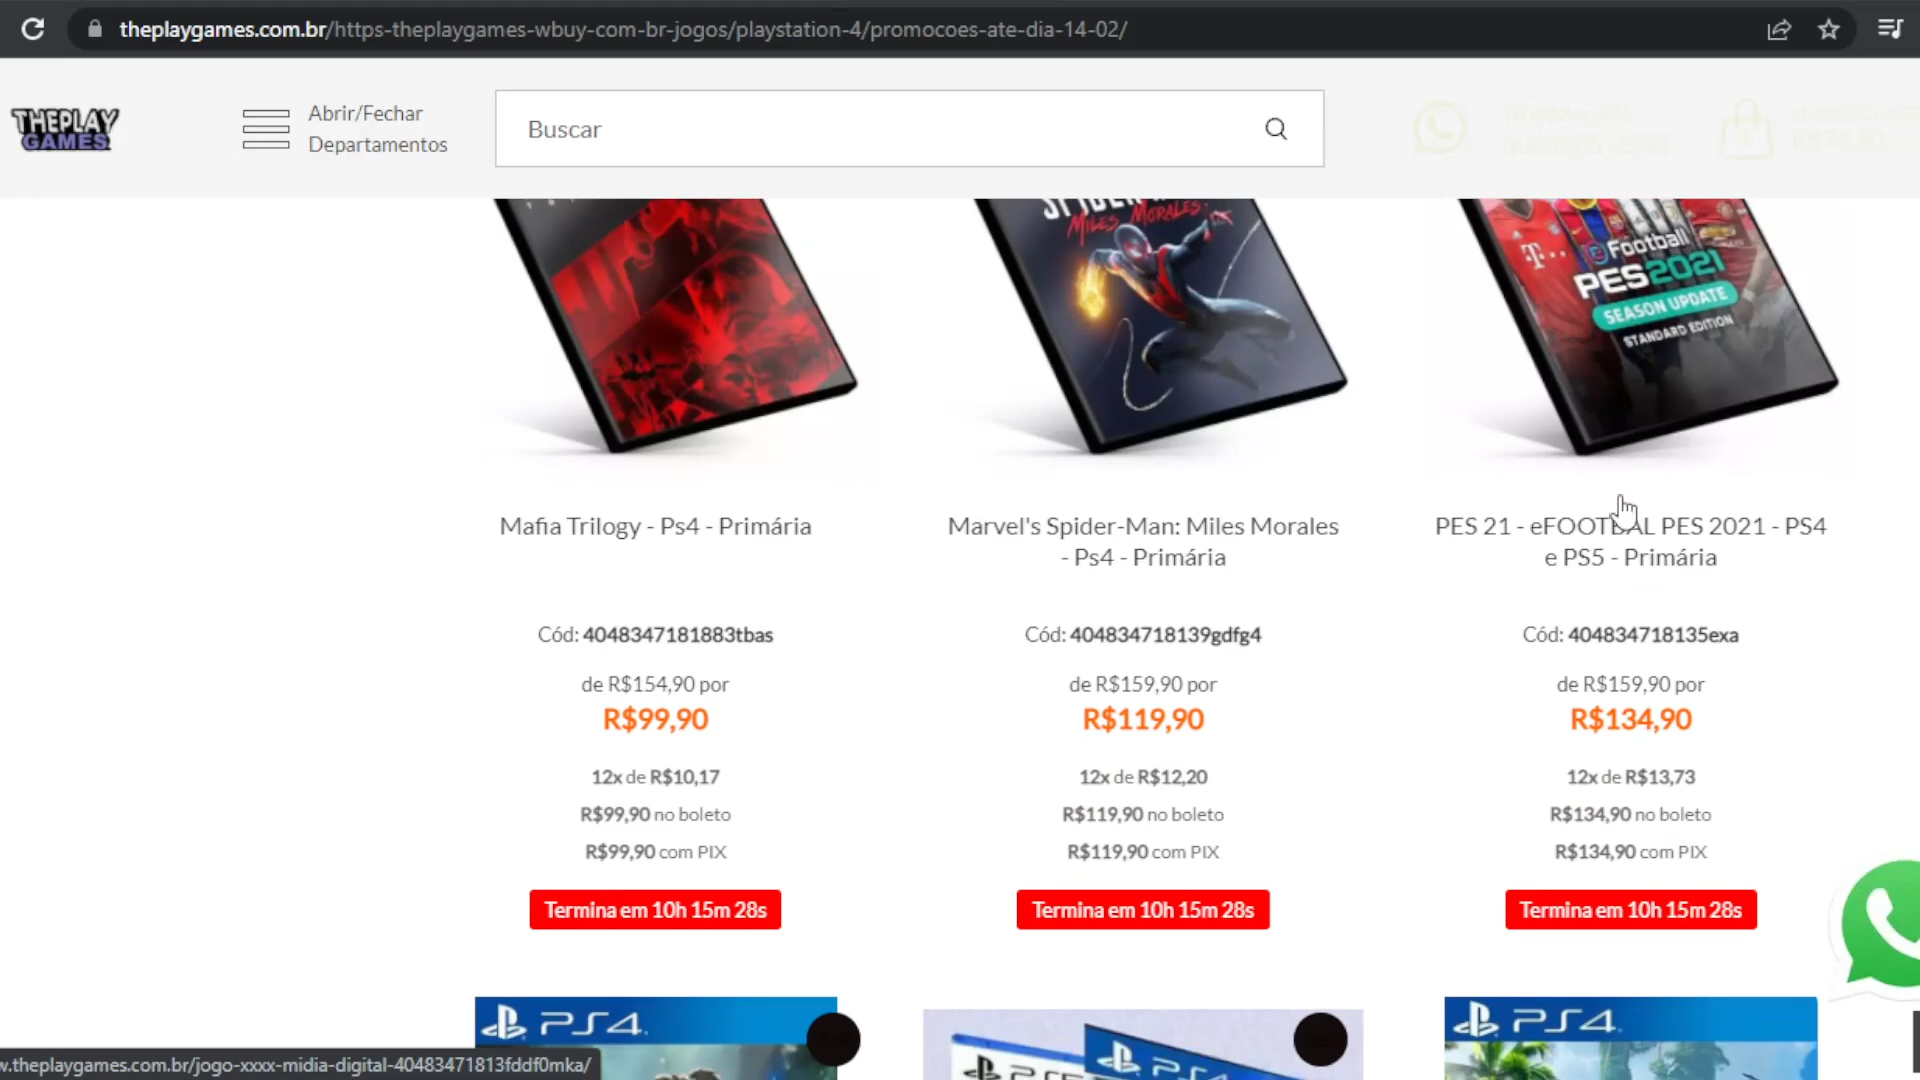 theplaygames.com.br/https-theplaygames-wbuy-com-br-jogos/playstation-4/promocoes-ate-dia-14-02/
THEPLAY
GAMES
Abrir/Fechar
Departamentos
Buscar
MILES MORALES
eFootball
PES2021
SEASON UPDATE
STANDARD EDITION
Mafia Trilogy - Ps4 - Primária
Marvel's Spider-Man: Miles Morales
- Ps4 - Primária
PES 21 - eFOOTBAL PES 2021 - PS4
e PS5 - Primária
Cód: 4048347181883tbas
Cód: 404834718139gdfg4
Cód: 404834718135exa
de R$154,90 por
de R$159,90 por
de R$159,90 por
R$99,90
R$119,90
R$134,90
12x de R$10,17
12x de R$12,20
12x de R$13,73
R$99,90 no boleto
R$119,90 no boleto
R$134,90 no boleto
R$99,90 com PIX
R$119,90 com PIX
R$134,90 com PIX
Termina em 10h 15m 28s
Termina em 10h 15m 28s
Termina em 10h 15m 28s
PS4
PS4
PS4
w.theplaygames.com.br/jogo-xxxx-midia-digital-40483471813fddf0mka/